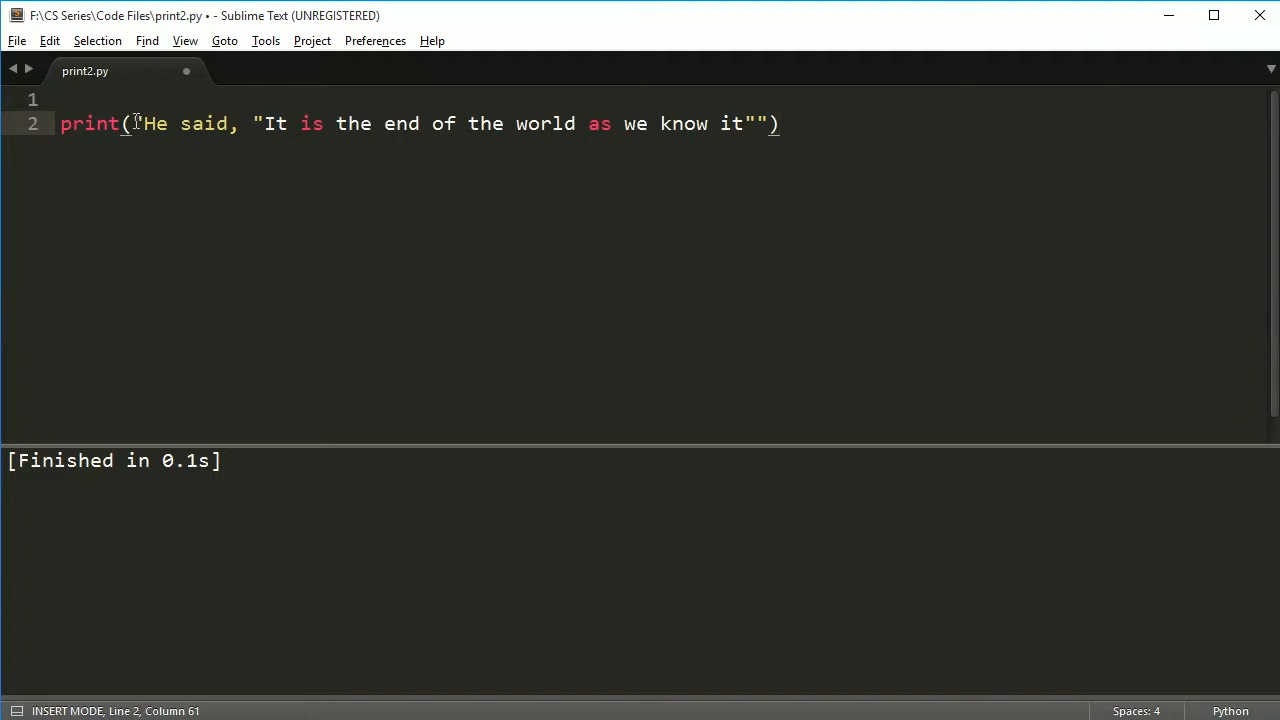 F:\CS Series\Code Files\print2.py • - Sublime Text (UNREGISTERED)
File Edit Selection Find View Goto Tools Project Preferences Help
print2.py
1
2 print("He said, "It is the end of the world as we know it"")
[Finished in 0.1s]
INSERT MODE, Line 2, Column 61 Spaces: 4 Python